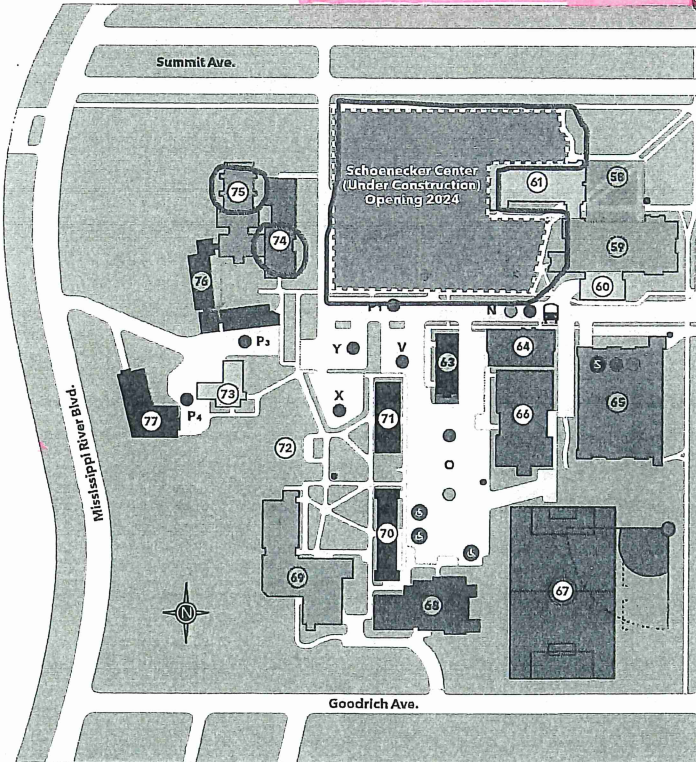 Summit Ave.
Schoenecker Center
(Under Construction)
Opening 2024
61
58
75
59
74
76
60
P1
N
P3
Y
V
63
64
65
S
73
X
71
66
P4
77
72
O
Mississippi River Blvd.
70
69
67
68
N
Goodrich Ave.